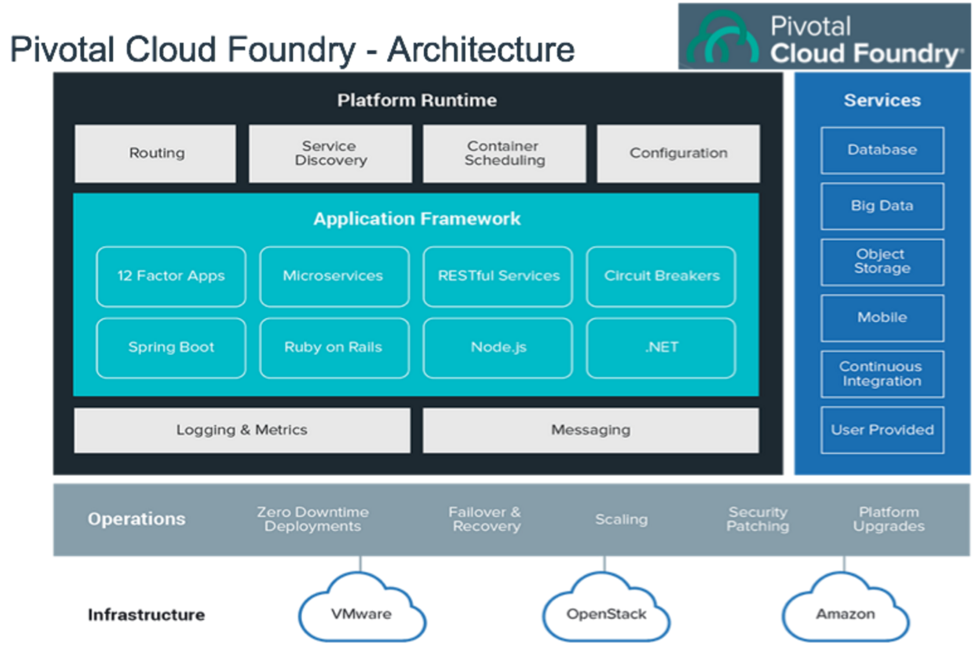 Pivotal Cloud Foundry - Architecture
Pivotal
Cloud Foundry
Platform Runtime
Routing
Service
Discovery
Container
Scheduling
Configuration
Application Framework
12 Factor Apps
Microservices
RESTful Services
Circuit Breakers
Spring Boot
Ruby on Rails
Node.js
.NET
Logging & Metrics
Messaging
Services
Database
Big Data
Object
Storage
Mobile
Continuous
Integration
User Provided
Operations
Zero Downtime
Deployments
Failover &
Recovery
Scaling
Security
Patching
Platform
Upgrades
Infrastructure
VMware
OpenStack
Amazon